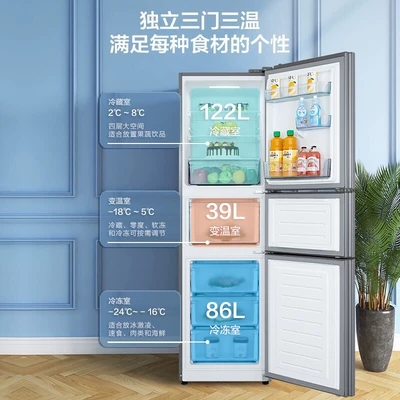 独立三门三温
满足每种食材的个性
冷藏室
2℃~8℃
四层大空间
适合放置果蔬饮品
122L
冷藏室
变温室
-18℃~5℃
冷藏、零度、软冻
和冷冻可按需调节
39L
变温室
冷冻室
-24℃~-16℃
适合放冰激凌、
速食、肉类和海鲜
86L
冷冻室